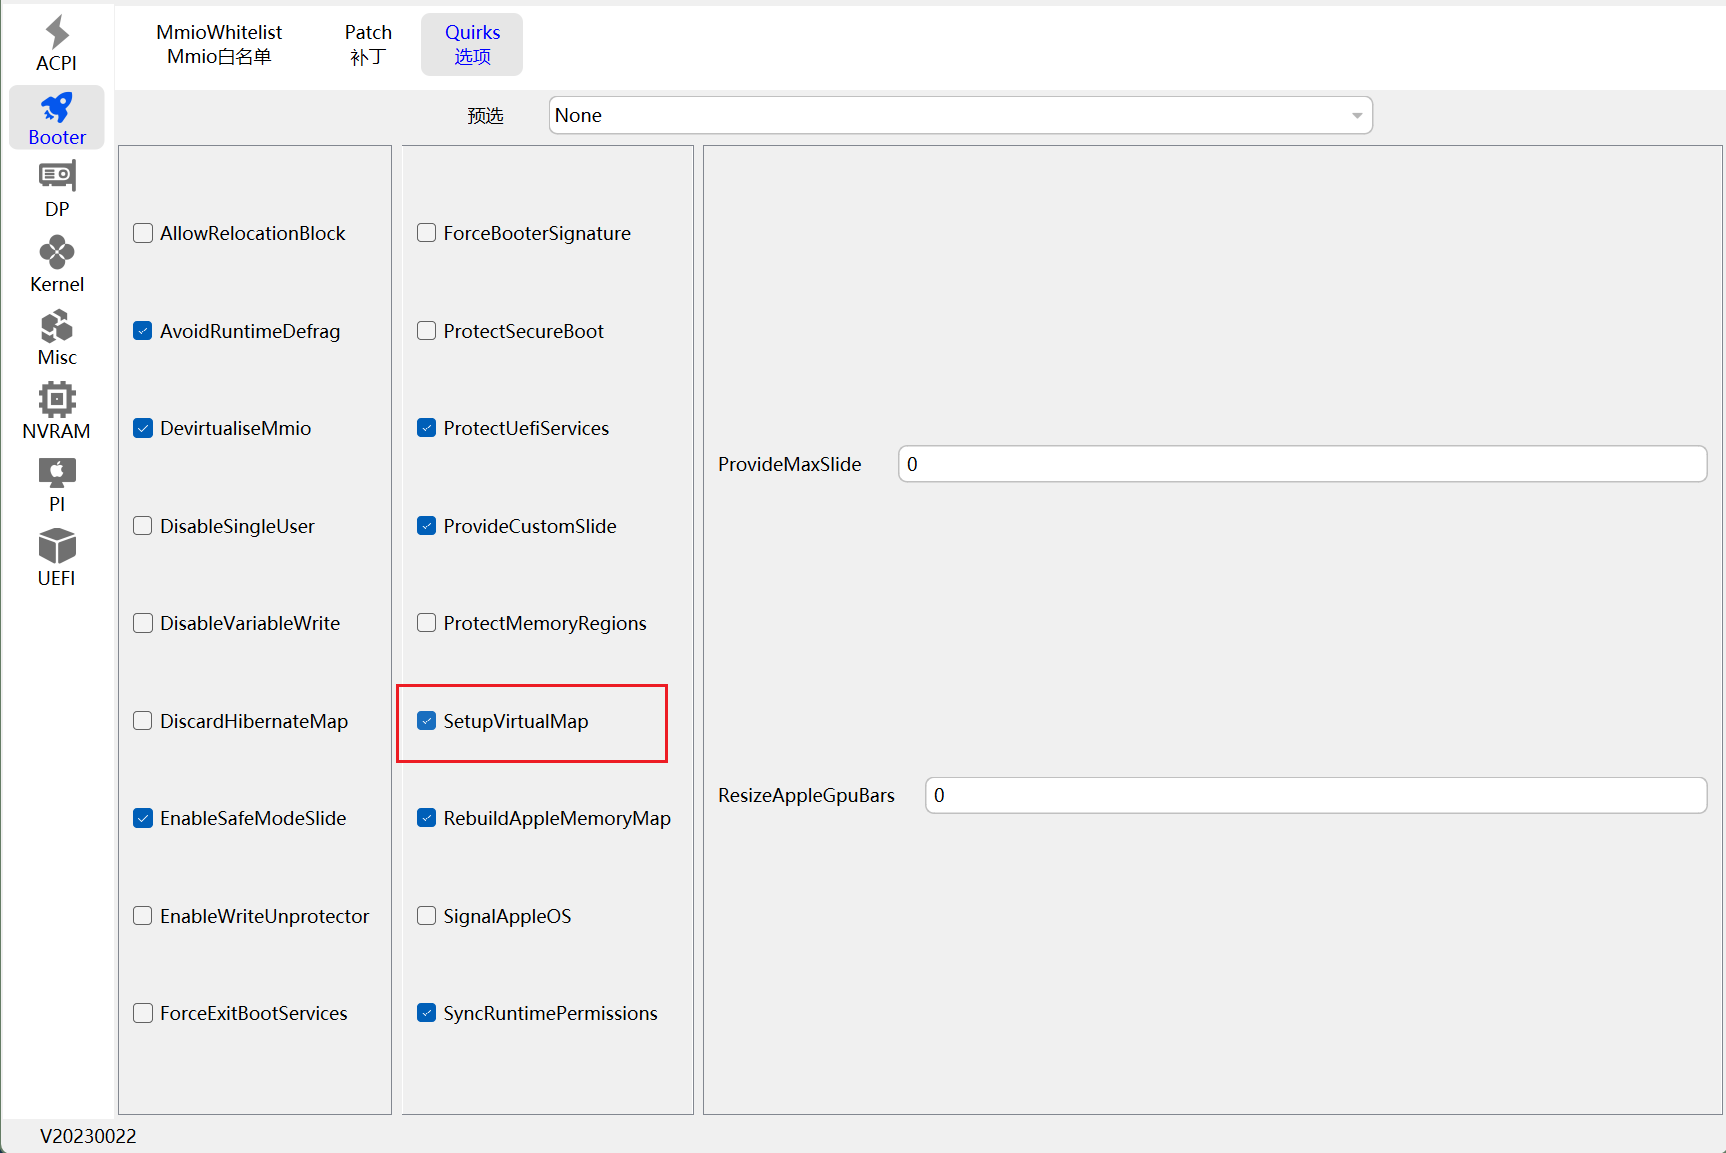 ACPI
Booter
DP
Kernel
Misc
NVRAM
PI
UEFI
MmioWhitelist
Mmio白名单
Patch
补丁
Quirks
选项
预选
None
AllowRelocationBlock
AvoidRuntimeDefrag
DevirtualiseMmio
DisableSingleUser
DisableVariableWrite
DiscardHibernateMap
EnableSafeModeSlide
EnableWriteUnprotector
ForceExitBootServices
ForceBooterSignature
ProtectSecureBoot
ProtectUefiServices
ProvideCustomSlide
ProtectMemoryRegions
SetupVirtualMap
RebuildAppleMemoryMap
SignalAppleOS
SyncRuntimePermissions
ProvideMaxSlide 0
ResizeAppleGpuBars 0
V20230022